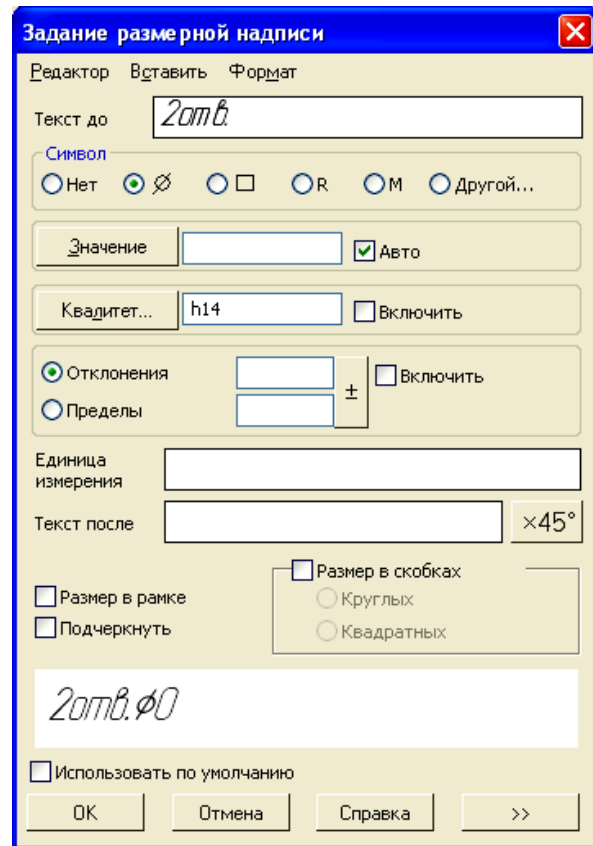 Задание размерной надписи
Редактор Вставить Формат
Текст до 2отв.
Символ
Нет Ø □ R М Другой...
Значение Авто
Квалитет... h14 Включить
Отклонения ± Включить
Пределы
Единица
измерения
Текст после ×45°
Размер в скобках
Размер в рамке Круглых
Подчеркнуть Квадратных
2отв.Ø0
Использовать по умолчанию
OK Отмена Справка >>